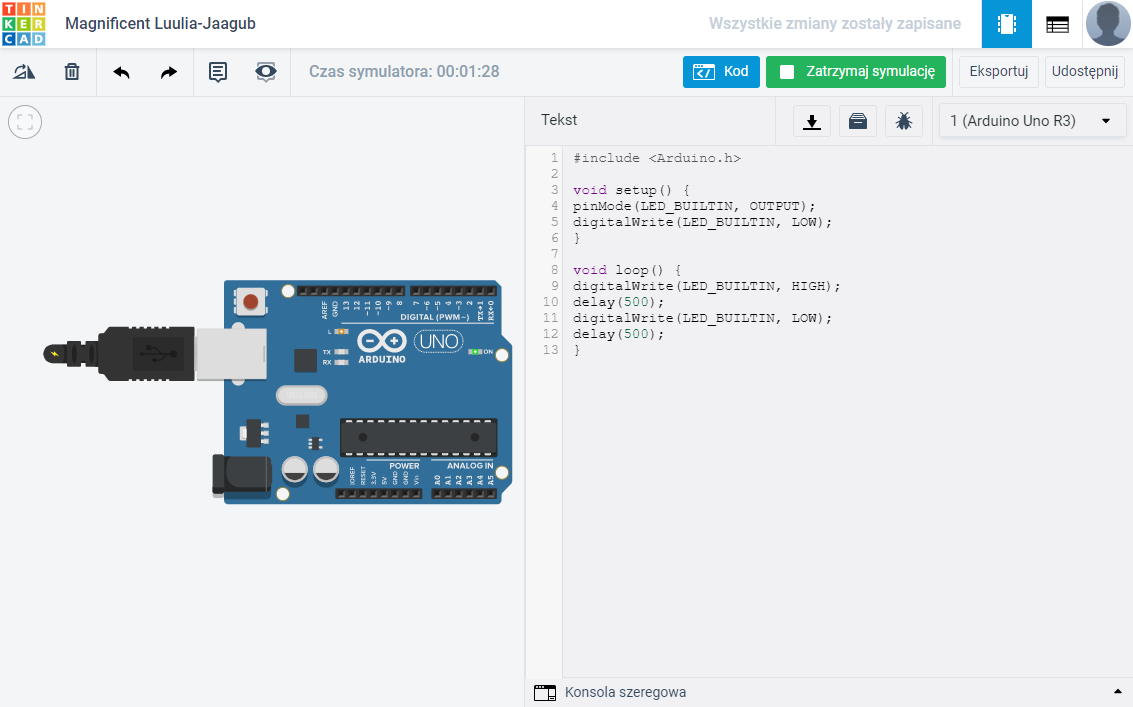 TIN
KER
CAD
Magnificent Luulia-Jaagub
Wszystkie zmiany zostały zapisane
Czas symulatora: 00:01:28
Kod
Zatrzymaj symulację
Eksportuj
Udostępnij
Tekst
1 (Arduino Uno R3)
1 #include <Arduino.h>
2
3 void setup() {
4 pinMode(LED_BUILTIN, OUTPUT);
5 digitalWrite(LED_BUILTIN, LOW);
6 }
7
8 void loop() {
9 digitalWrite(LED_BUILTIN, HIGH);
10 delay(500);
11 digitalWrite(LED_BUILTIN, LOW);
12 delay(500);
13 }
AREF
GND
13
12
~11
~10
~9
8
7
~6
~5
4
~3
2
TX→1
RX←0
DIGITAL (PWM~)
L
TX
RX
UNO
ARDUINO
ON
POWER
ANALOG IN
IOREF
RESET
3.3V
5V
GND
GND
Vin
A0
A1
A2
A3
A4
A5
Konsola szeregowa